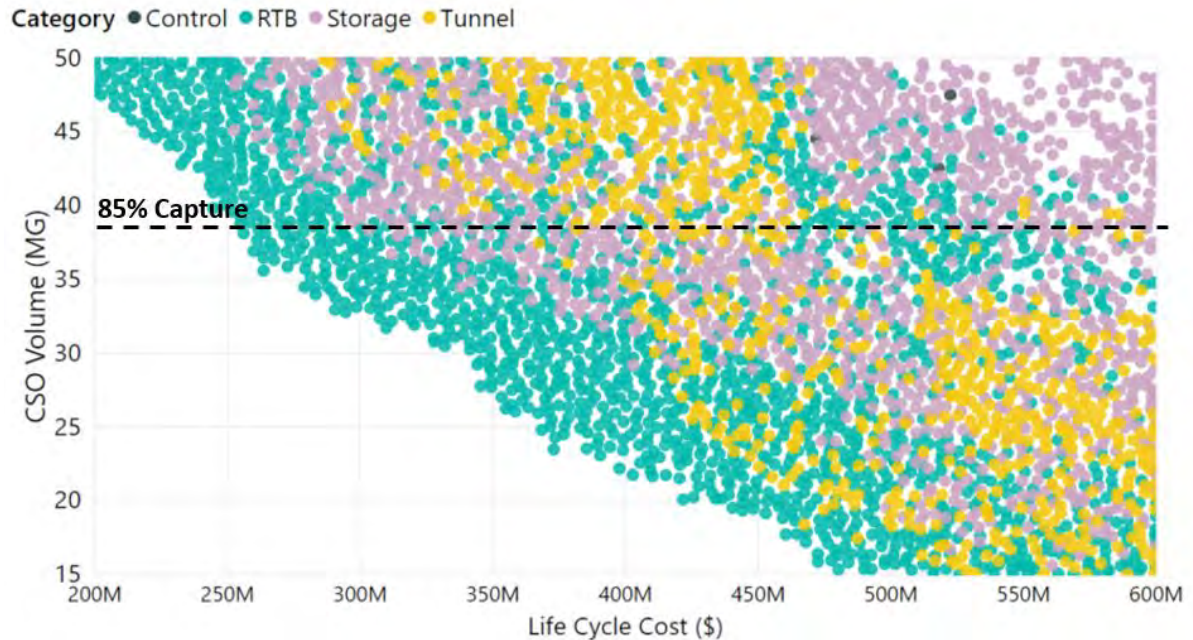 Category Control RTB Storage Tunnel
50
45
40
85% Capture
35
30
25
20
15
CSO Volume (MG)
200M 250M 300M 350M 400M 450M 500M 550M 600M
Life Cycle Cost ($)